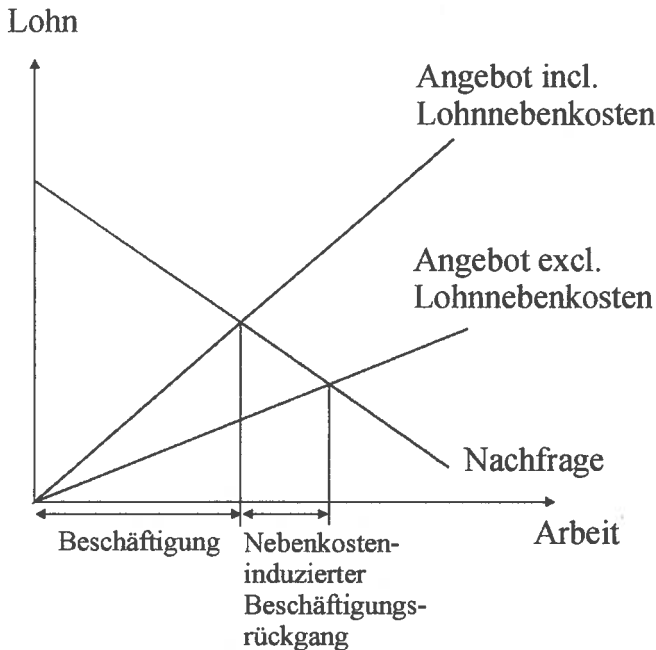 Lohn
Angebot incl.
Lohnnebenkosten
Angebot excl.
Lohnnebenkosten
Nachfrage
Arbeit
Beschäftigung
Nebenkosten-
induzierter
Beschäftigungs-
rückgang